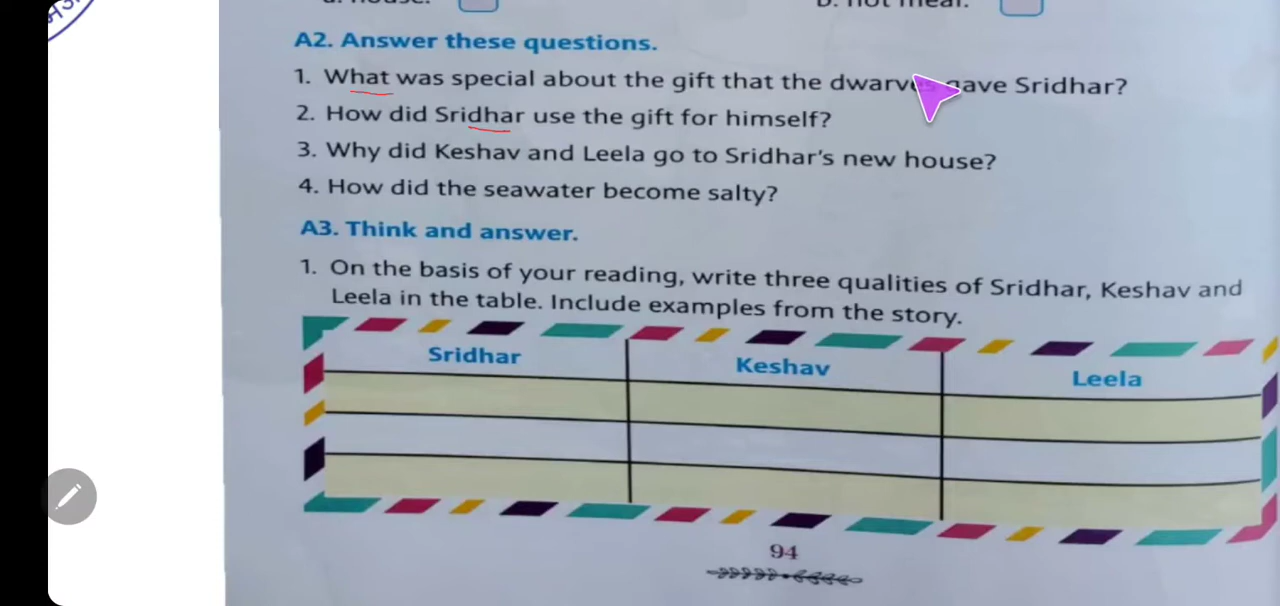 A2. Answer these questions.
1. What was special about the gift that the dwarves gave Sridhar?
2. How did Sridhar use the gift for himself?
3. Why did Keshav and Leela go to Sridhar's new house?
4. How did the seawater become salty?
A3. Think and answer.
1. On the basis of your reading, write three qualities of Sridhar, Keshav and
Leela in the table. Include examples from the story.
Sridhar Keshav Leela
94